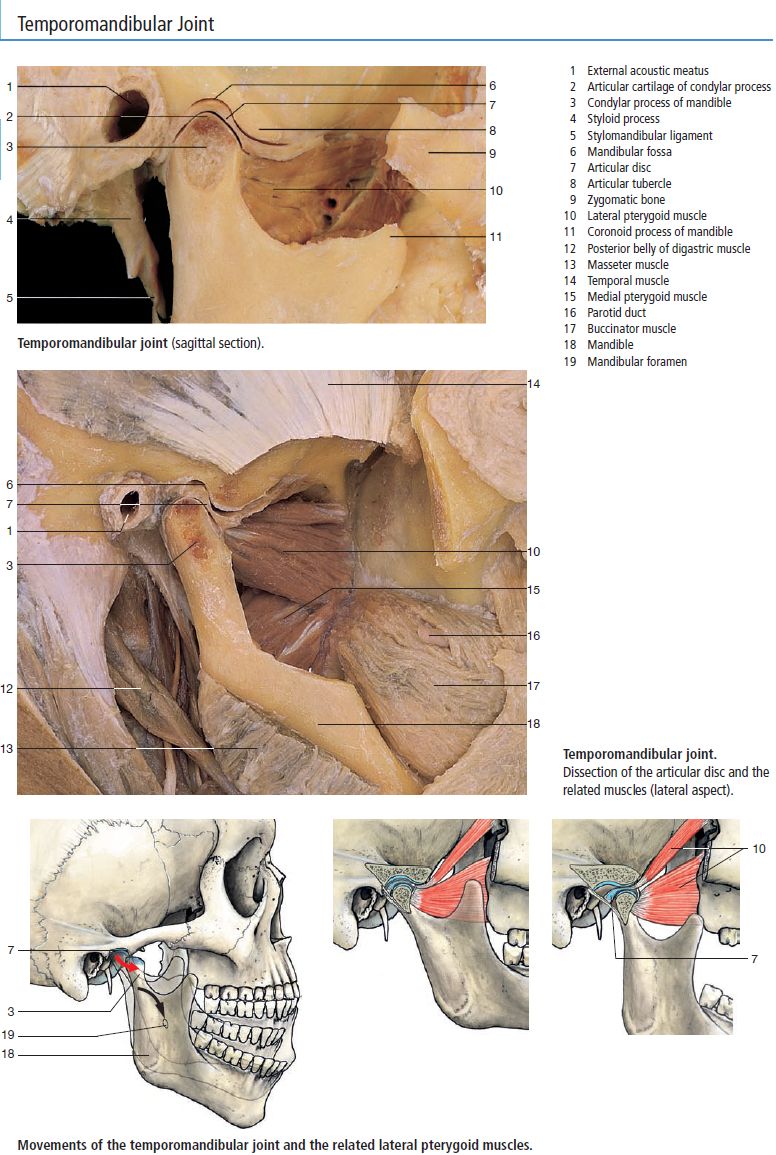 Temporomandibular Joint
1
2
3
4
5
6
7
8
9
10
11
Temporomandibular joint (sagittal section).
1 External acoustic meatus
2 Articular cartilage of condylar process
3 Condylar process of mandible
4 Styloid process
5 Stylomandibular ligament
6 Mandibular fossa
7 Articular disc
8 Articular tubercle
9 Zygomatic bone
10 Lateral pterygoid muscle
11 Coronoid process of mandible
12 Posterior belly of digastric muscle
13 Masseter muscle
14 Temporal muscle
15 Medial pterygoid muscle
16 Parotid duct
17 Buccinator muscle
18 Mandible
19 Mandibular foramen
6
7
1
3
12
13
14
10
15
16
17
18
Temporomandibular joint.
Dissection of the articular disc and the
related muscles (lateral aspect).
7
3
19
18
10
7
Movements of the temporomandibular joint and the related lateral pterygoid muscles.